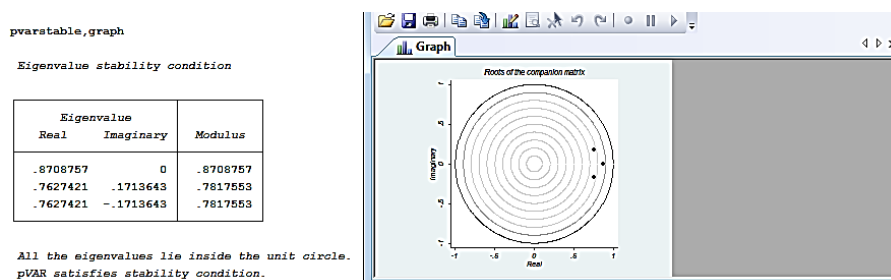 pvarstable,graph
Eigenvalue stability condition
Eigenvalue
Real Imaginary Modulus
.8708757 0 .8708757
.7627421 .1713643 .7817553
.7627421 -.1713643 .7817553
All the eigenvalues lie inside the unit circle.
pVAR satisfies stability condition.
Graph
Roots of the companion matrix
Imaginary
1
.5
0
-.5
-1
-1 -.5 0 .5 1
Real